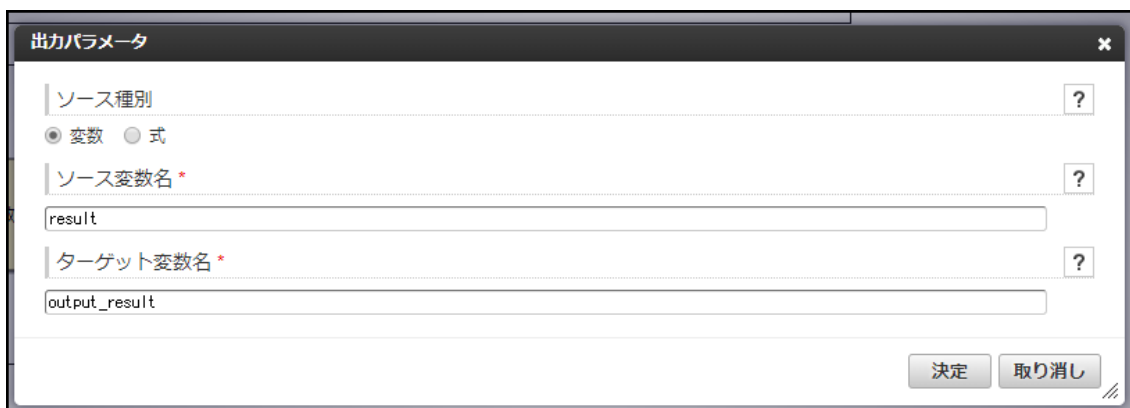 出力パラメータ
ソース種別
?
変数 式
ソース変数名 *
?
result
ターゲット変数名 *
?
output_result
決定 取り消し